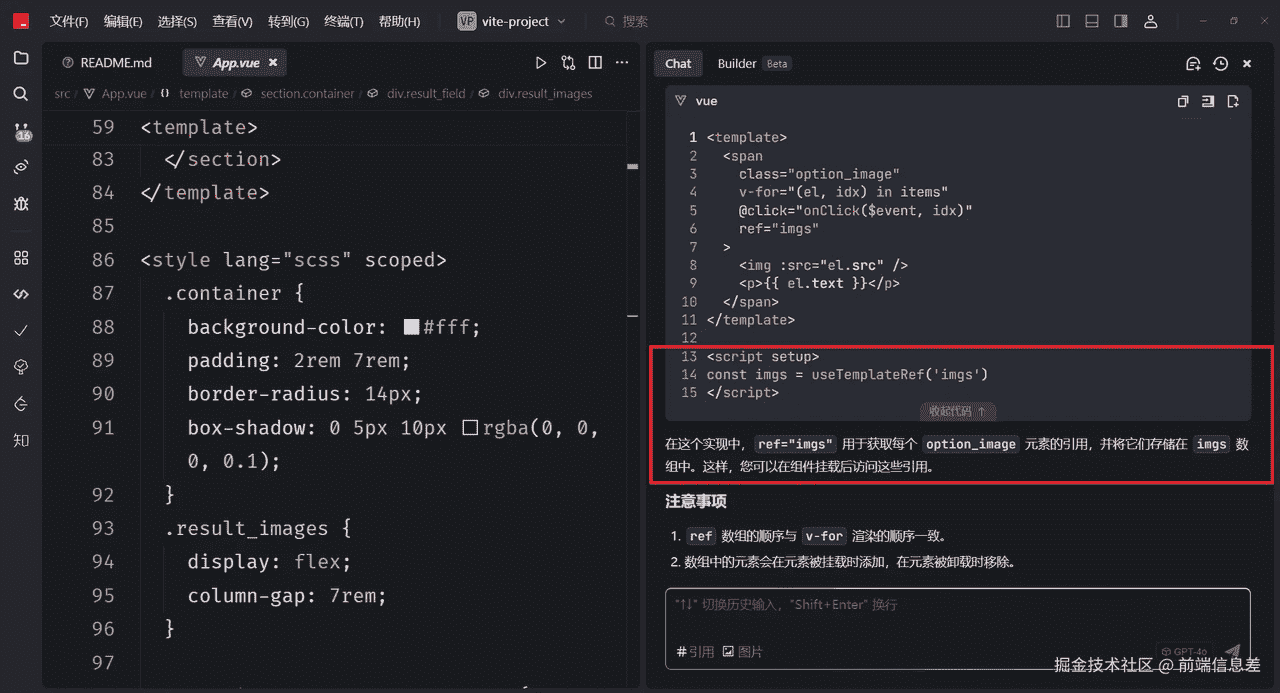 文件(F) 编辑(E) 选择(S) 查看(V) 转到(G) 终端(T) 帮助(H) VP vite-project 搜索
README.md App.vue
src / App.vue / template / section.container / div.result_field / div.result_images
59 <template>
83 </section>
84 </template>
85
86 <style lang="scss" scoped>
87 .container {
88 background-color: #fff;
89 padding: 2rem 7rem;
90 border-radius: 14px;
91 box-shadow: 0 5px 10px rgba(0, 0,
0, 0.1);
92 }
93 .result_images {
94 display: flex;
95 column-gap: 7rem;
96 }
97
16
知
Chat Builder Beta
vue
1 <template>
2 <span
3 class="option_image"
4 v-for="(el, idx) in items"
5 @click="onClick($event, idx)"
6 ref="imgs"
7 >
8 <img :src="el.src" />
9 <p>{{ el.text }}</p>
10 </span>
11 </template>
12
13 <script setup>
14 const imgs = useTemplateRef('imgs')
15 </script>
收起代码 ↑
在这个实现中， ref="imgs" 用于获取每个 option_image 元素的引用，并将它们存储在 imgs 数
组中。这样，您可以在组件挂载后访问这些引用。
注意事项
1. ref 数组的顺序与 v-for 渲染的顺序一致。
2. 数组中的元素会在元素被挂载时添加，在元素被卸载时移除。
"↑↓" 切换历史输入，"Shift+Enter" 换行
#引用 图片 GPT-4o
掘金技术社区 @ 前端信息差